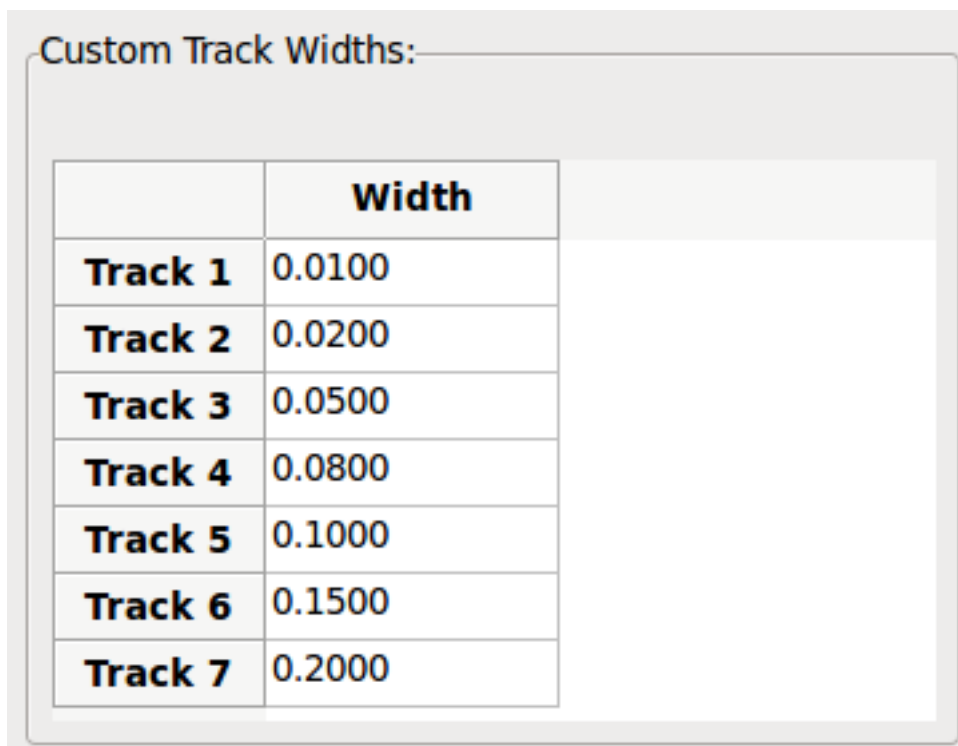 Custom Track Widths:
Width
Track 1 0.0100
Track 2 0.0200
Track 3 0.0500
Track 4 0.0800
Track 5 0.1000
Track 6 0.1500
Track 7 0.2000